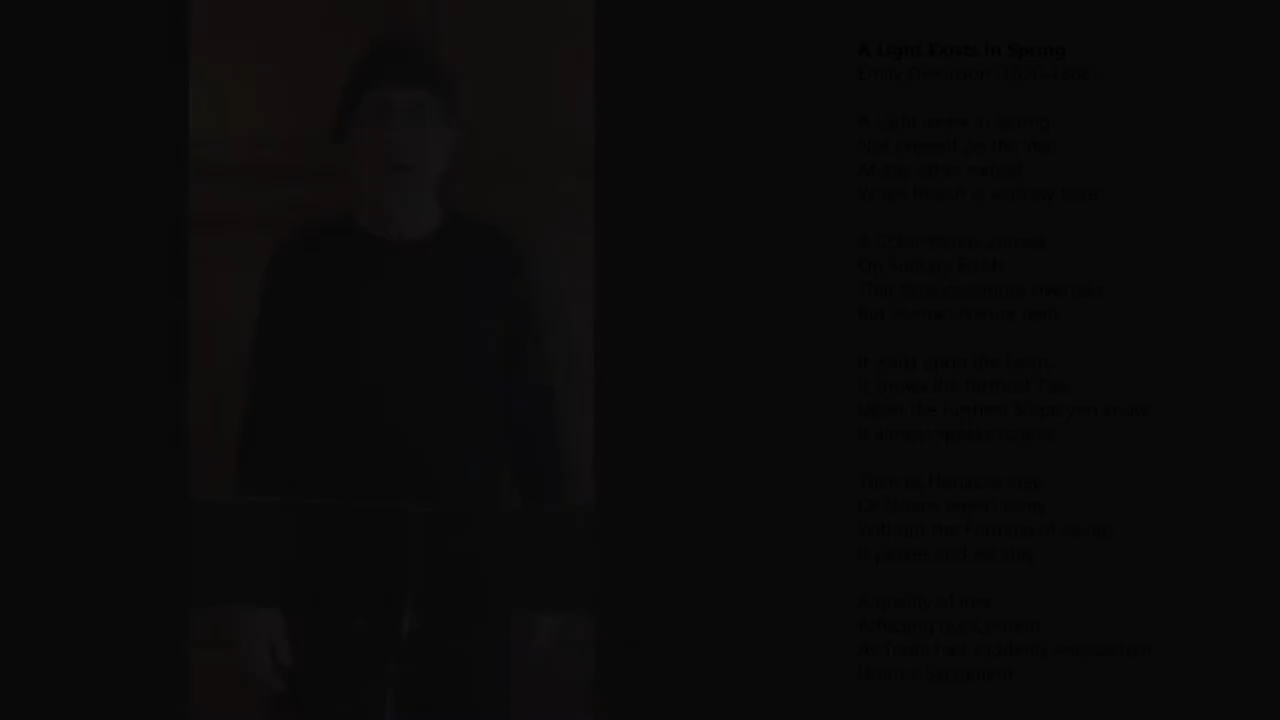 A Light Exists in Spring
Emily Dickinson
A Light exists in Spring
Not present on the Year
At any other period
When March is scarcely here
A Color stands abroad
On Solitary Fields
That Science cannot overtake
But Human Nature feels
It waits upon the Lawn,
It shows the furthest Tree
Upon the furthest Slope you know
It almost speaks to you.
Then as Horizons step
Or Noons report away
Without the Formula of sound
It passes and we stay
A quality of loss
Affecting our Content
As Trade had suddenly encroached
Upon a Sacrament